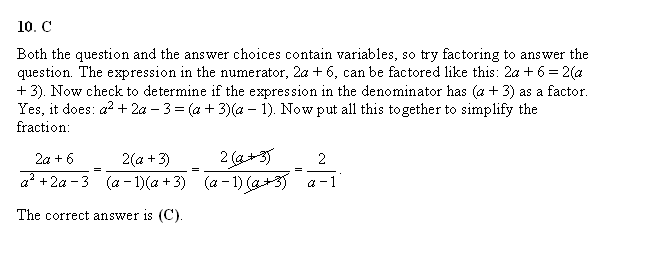 10. C
Both the question and the answer choices contain variables, so try factoring to answer the
question. The expression in the numerator, 2a + 6, can be factored like this: 2a + 6 = 2(a
+ 3). Now check to determine if the expression in the denominator has (a + 3) as a factor.
Yes, it does: a² + 2a – 3 = (a + 3)(a – 1). Now put all this together to simplify the
fraction:
2a + 6 / a² + 2a – 3 = 2(a + 3) / (a – 1)(a + 3) = 2(a + 3) / (a – 1)(a + 3) = 2 / a – 1.
The correct answer is (C).